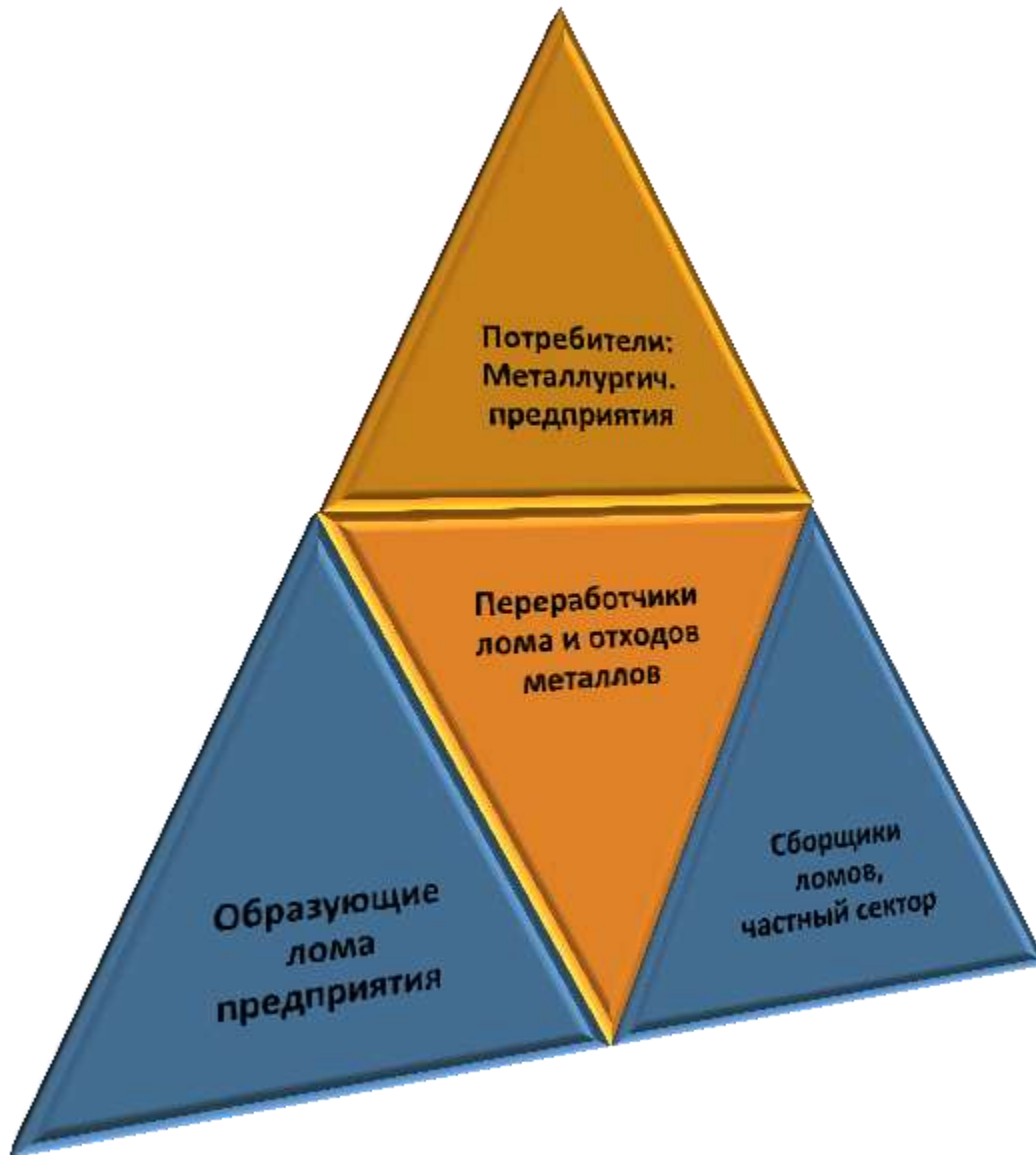 Потребители:
Металлургич.
предприятия
Переработчики
лома и отходов
металлов
Образующие
лома
предприятия
Сборщики
ломов,
частный сектор